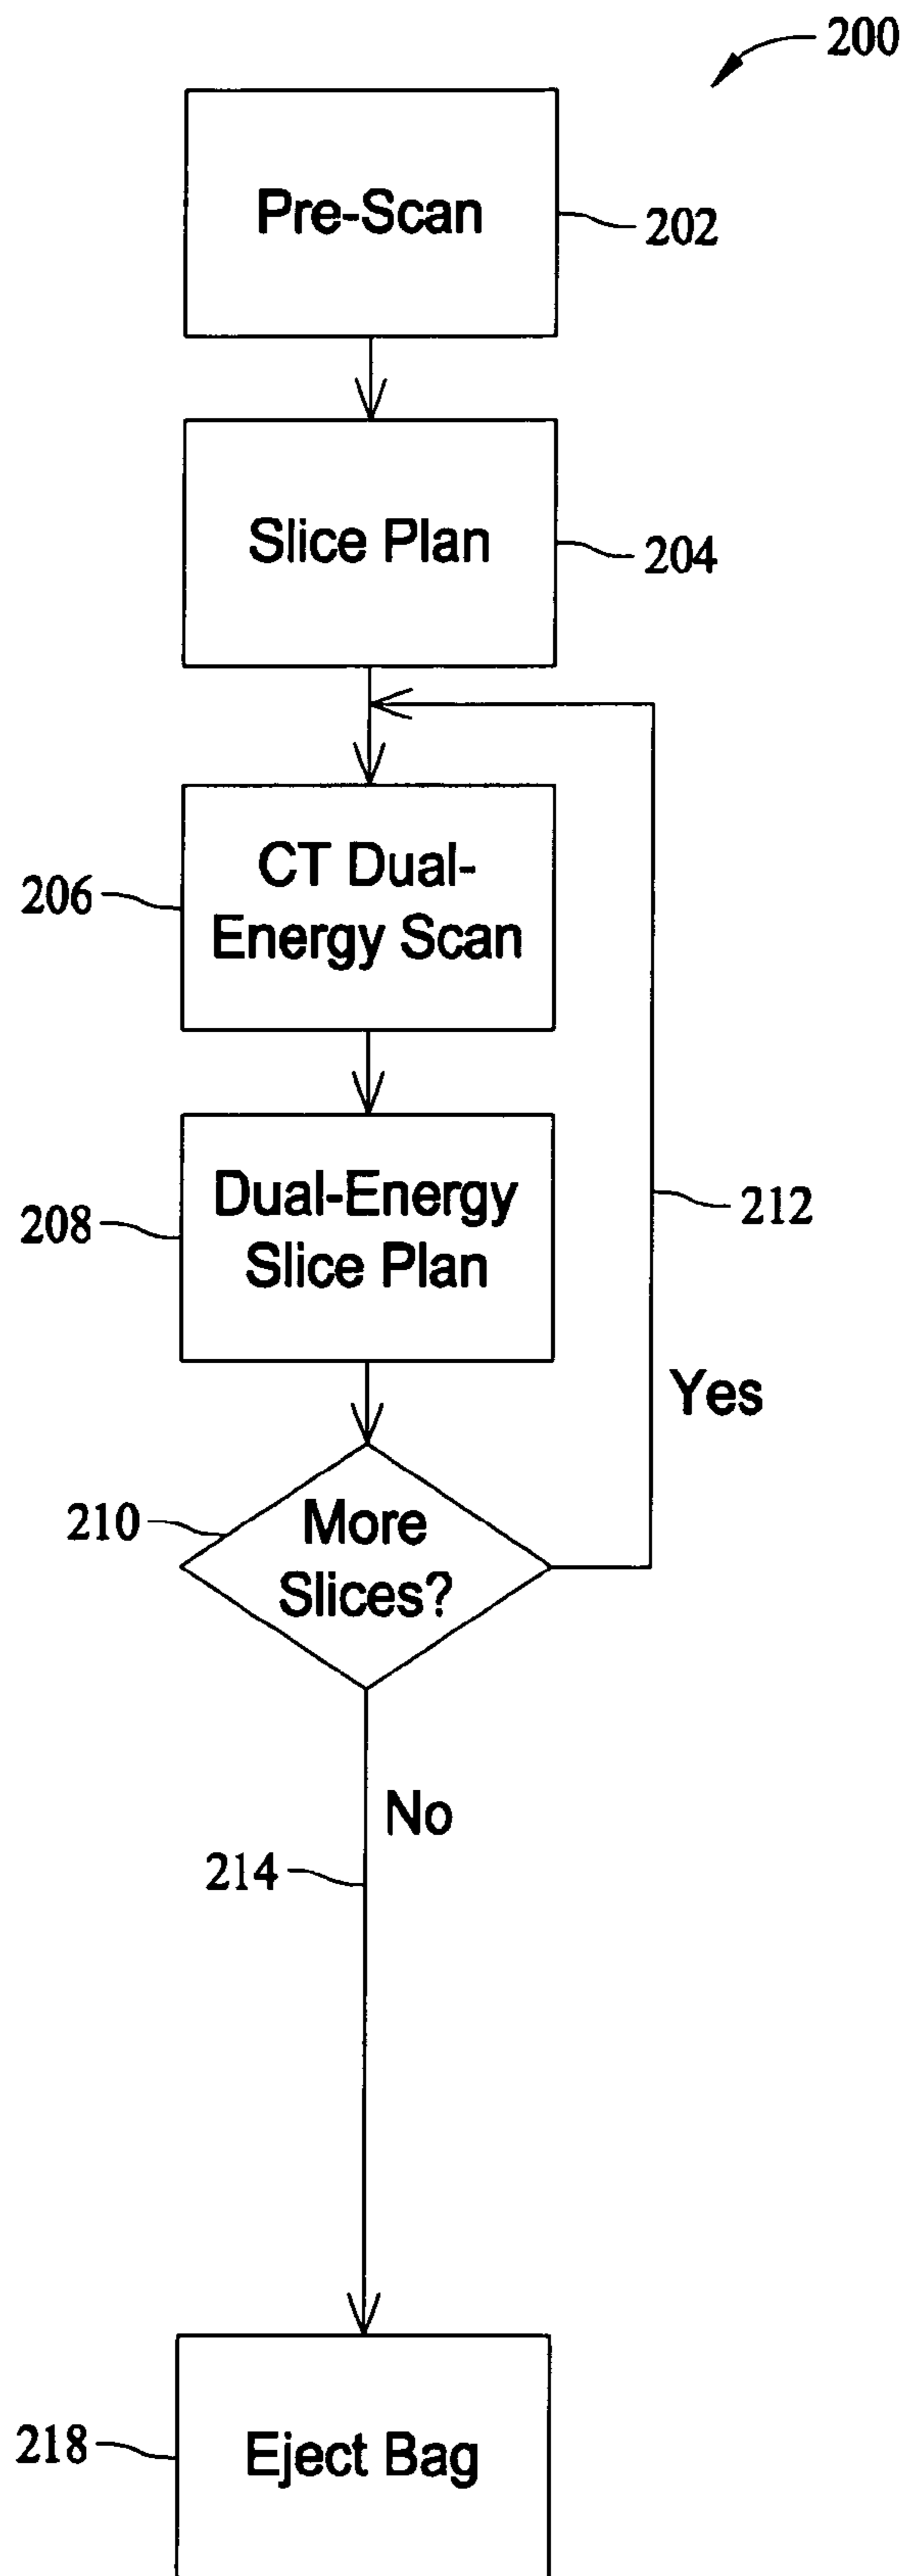 200
Pre-Scan
202
Slice Plan
204
CT Dual-
Energy Scan
206
Dual-Energy
Slice Plan
208
212
Yes
More
Slices?
210
No
214
Eject Bag
218